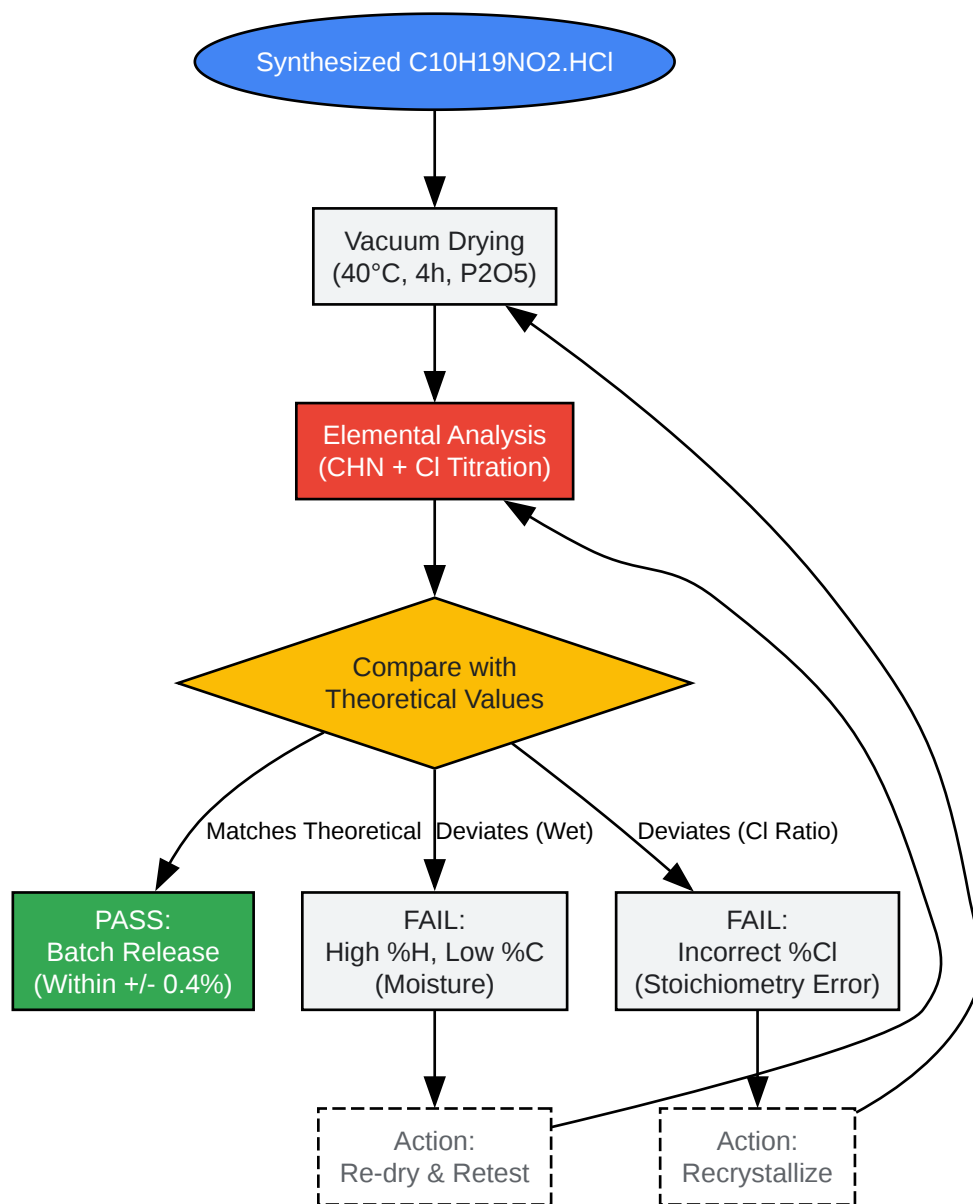 Synthesized C10H19NO2.HCl
Vacuum Drying
(40°C, 4h, P2O5)
Elemental Analysis
(CHN + Cl Titration)
Compare with
Theoretical Values
Matches Theoretical
Deviates (Wet)
Deviates (Cl Ratio)
PASS:
Batch Release
(Within +/- 0.4%)
FAIL:
High %H, Low %C
(Moisture)
FAIL:
Incorrect %Cl
(Stoichiometry Error)
Action:
Re-dry & Retest
Action:
Recrystallize